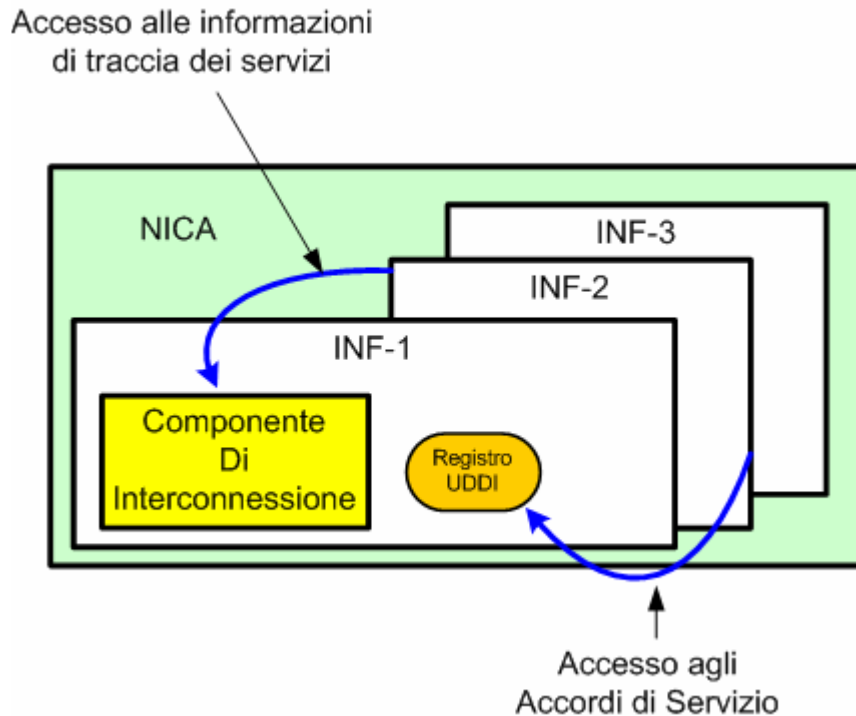 Accesso alle informazioni
di traccia dei servizi
NICA
INF-3
INF-2
INF-1
Componente
Di
Interconnessione
Registro
UDDI
Accesso agli
Accordi di Servizio